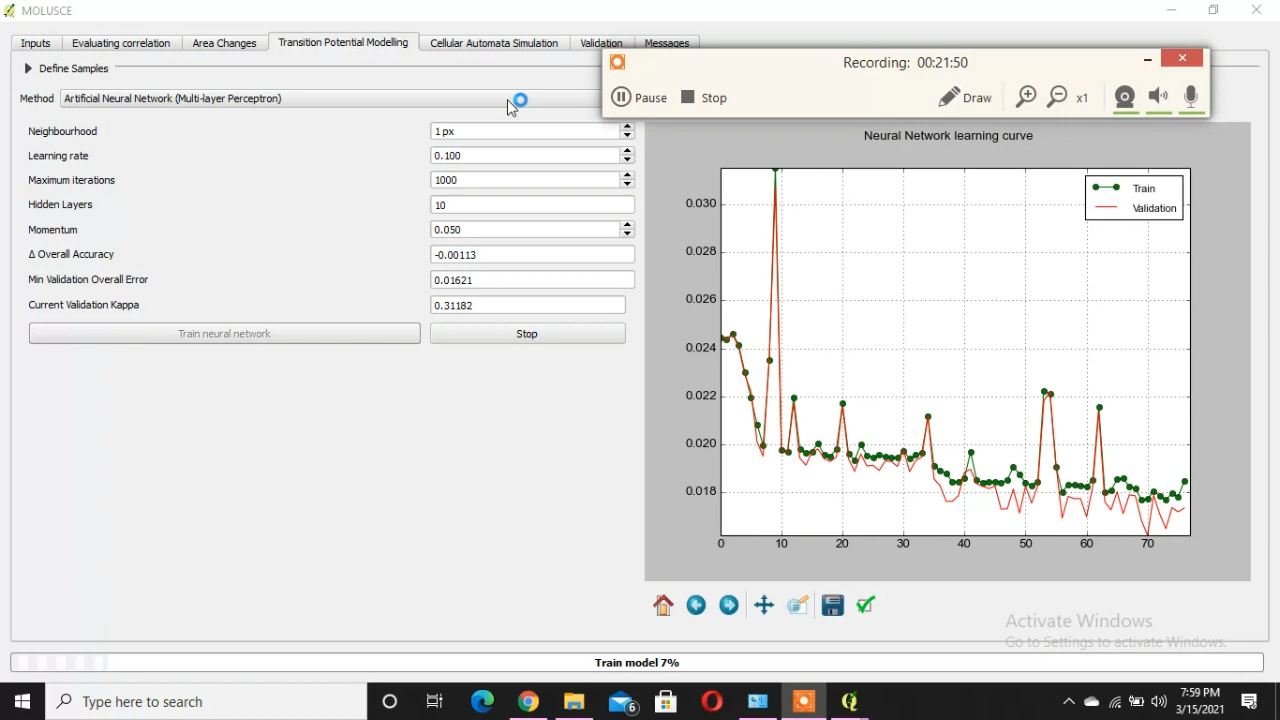 MOLUSCE
Inputs Evaluating correlation Area Changes Transition Potential Modelling Cellular Automata Simulation Validation Messages
Define Samples
Recording: 00:21:50
Method Artificial Neural Network (Multi-layer Perceptron)
Pause Stop Draw x1
Neighbourhood 1 px
Learning rate 0.100
Maximum iterations 1000
Hidden Layers 10
Momentum 0.050
Δ Overall Accuracy -0.00113
Min Validation Overall Error 0.01621
Current Validation Kappa 0.31182
Train neural network Stop
Neural Network learning curve
Train
Validation
0.030
0.028
0.026
0.024
0.022
0.020
0.018
0 10 20 30 40 50 60 70
Activate Windows
Go to Settings to activate Windows.
Train model 7%
Type here to search
6
7:59 PM
3/15/2021